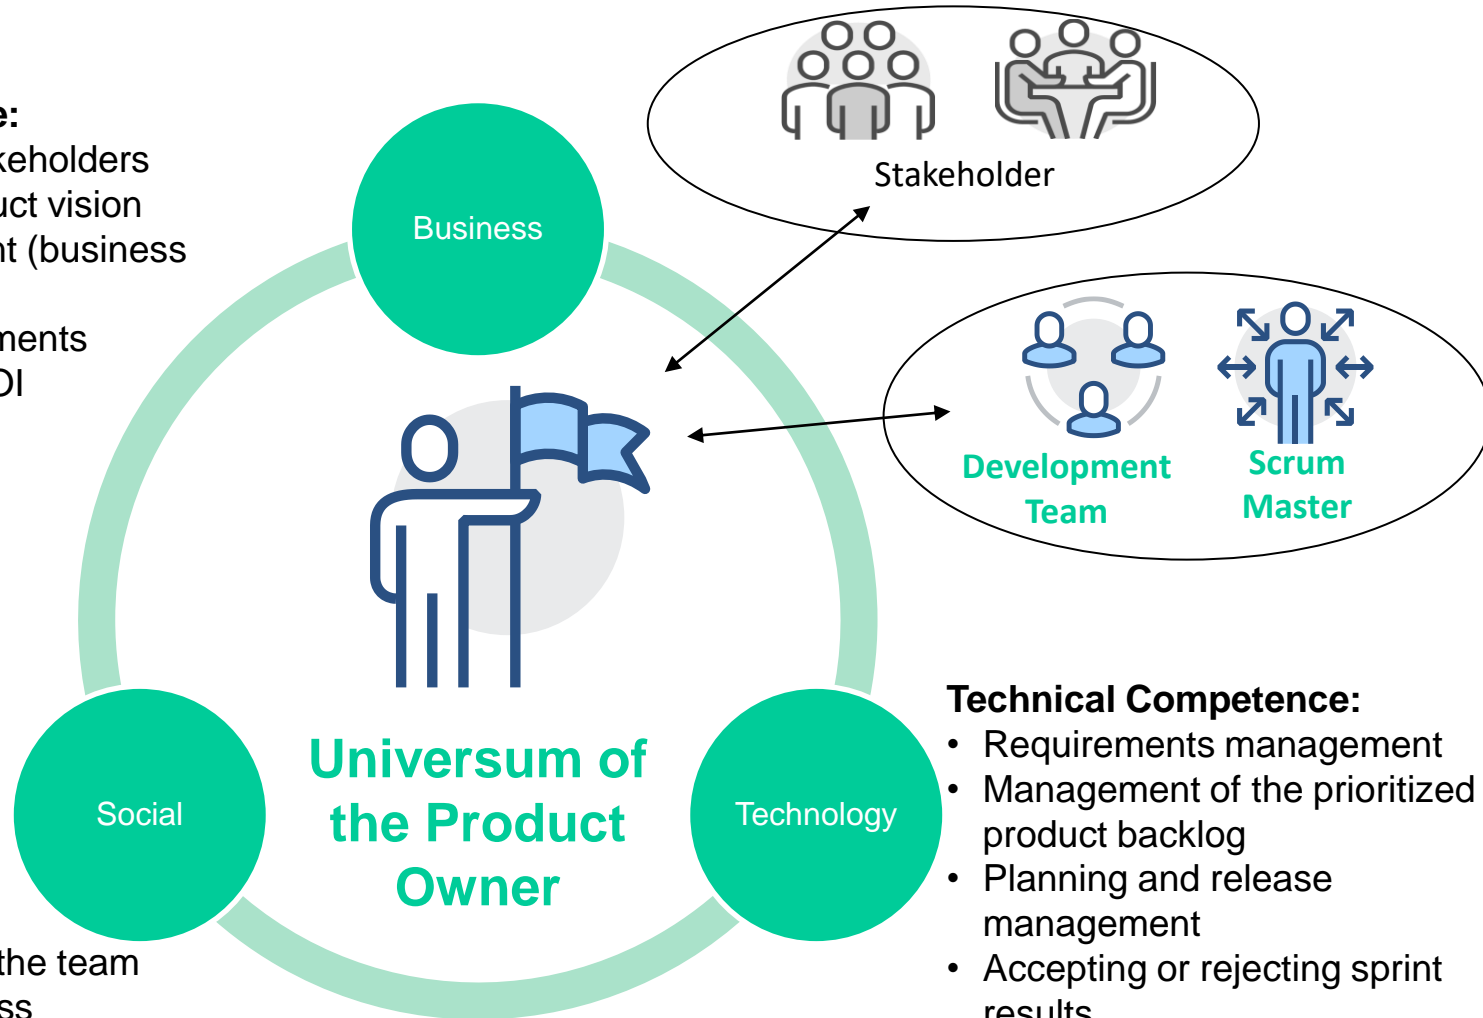 e:
keholders
uct vision
nt (business
ments
OI
Business
Stakeholder
Development
Team
Scrum
Master
Social
Universum of
the Product
Owner
Technology
Technical Competence:
• Requirements management
• Management of the prioritized
product backlog
• Planning and release
management
• Accepting or rejecting sprint
results
the team
ss